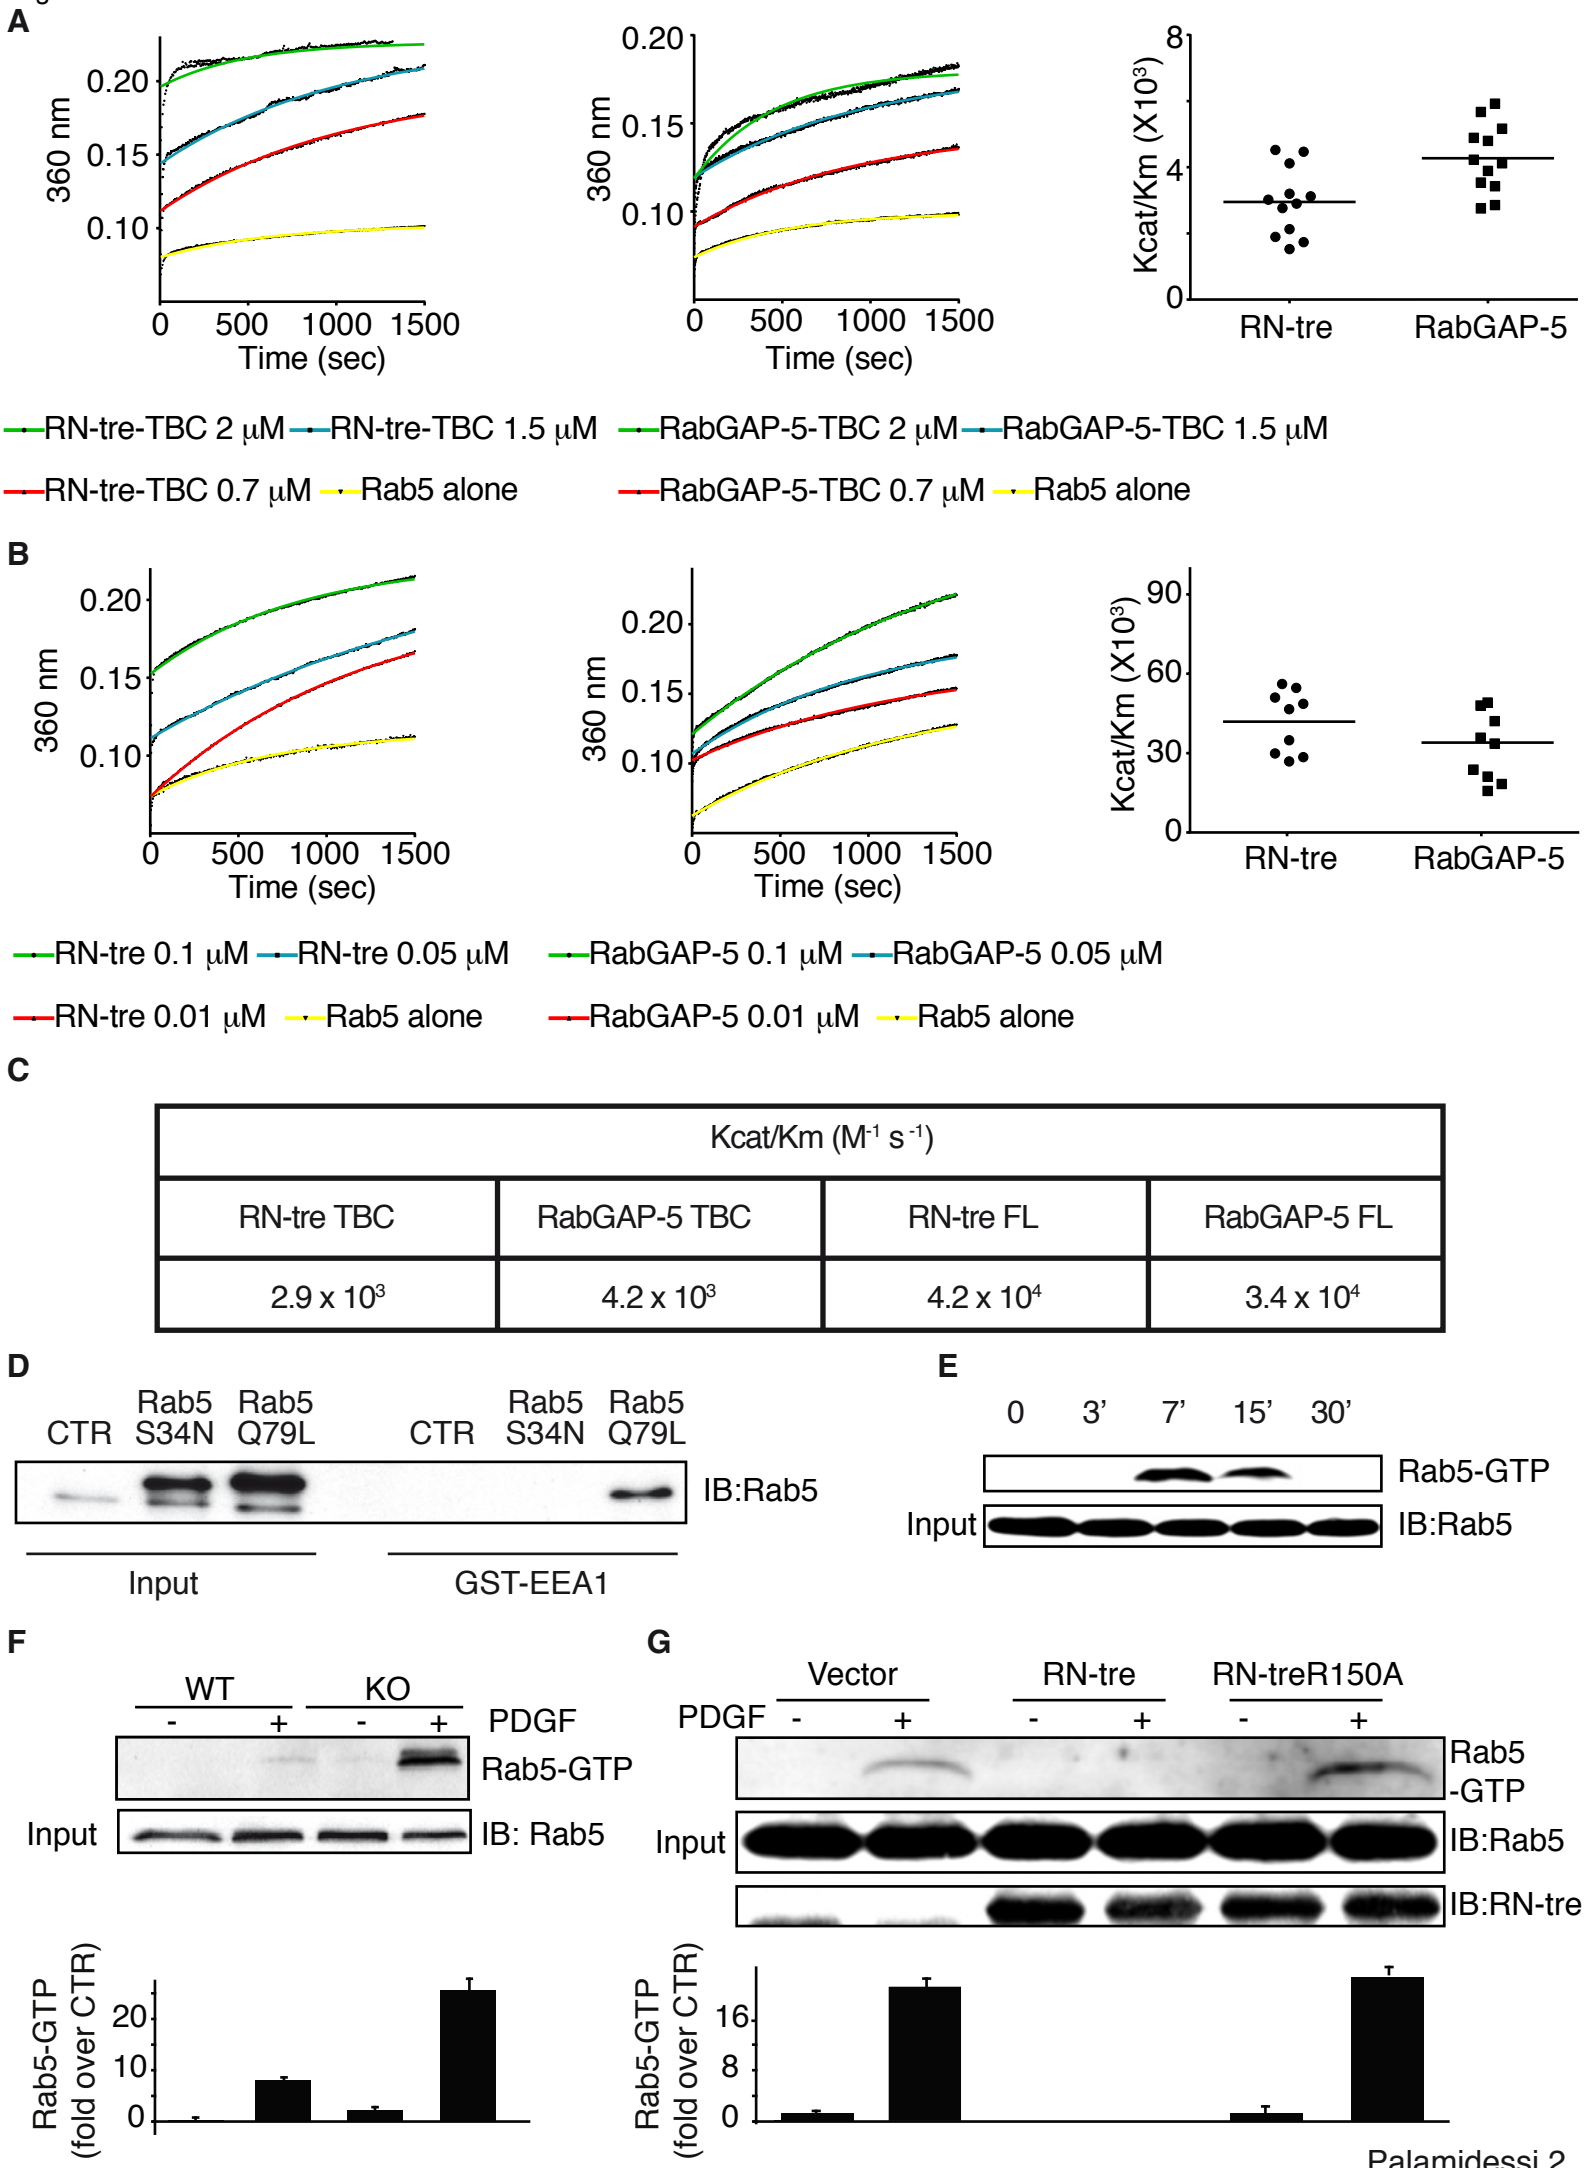 A
360 nm
0.20
0.15
0.10
0 500 1000 1500
Time (sec)
360 nm
0.20
0.15
0.10
0 500 1000 1500
Time (sec)
Kcat/Km (X10³)
8
4
0
RN-tre RabGAP-5
RN-tre-TBC 2 µM RN-tre-TBC 1.5 µM RabGAP-5-TBC 2 µM RabGAP-5-TBC 1.5 µM
RN-tre-TBC 0.7 µM Rab5 alone RabGAP-5-TBC 0.7 µM Rab5 alone
B
360 nm
0.20
0.15
0.10
0 500 1000 1500
Time (sec)
360 nm
0.20
0.15
0.10
0 500 1000 1500
Time (sec)
Kcat/Km (X10³)
90
60
30
0
RN-tre RabGAP-5
RN-tre 0.1 µM RN-tre 0.05 µM RabGAP-5 0.1 µM RabGAP-5 0.05 µM
RN-tre 0.01 µM Rab5 alone RabGAP-5 0.01 µM Rab5 alone
C
Kcat/Km (M⁻¹ s⁻¹)
RN-tre TBC RabGAP-5 TBC RN-tre FL RabGAP-5 FL
2.9 x 10³ 4.2 x 10³ 4.2 x 10⁴ 3.4 x 10⁴
D
CTR Rab5 S34N Rab5 Q79L CTR Rab5 S34N Rab5 Q79L
IB:Rab5
Input GST-EEA1
E
0 3’ 7’ 15’ 30’
Rab5-GTP
Input IB:Rab5
F
WT KO
- + - + PDGF
Rab5-GTP
Input IB: Rab5
Rab5-GTP
(fold over CTR)
20
10
0
G
Vector RN-tre RN-treR150A
PDGF - + - + - +
Rab5
-GTP
Input IB:Rab5
IB:RN-tre
Rab5-GTP
(fold over CTR)
16
8
0
Palamidessi 2